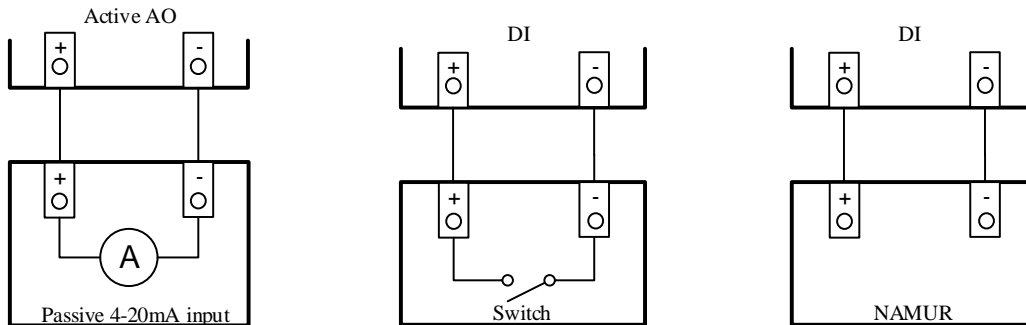 Active AO
+ -
+ -
A
Passive 4-20mA input
DI
+ -
+ -
Switch
DI
+ -
+ -
NAMUR